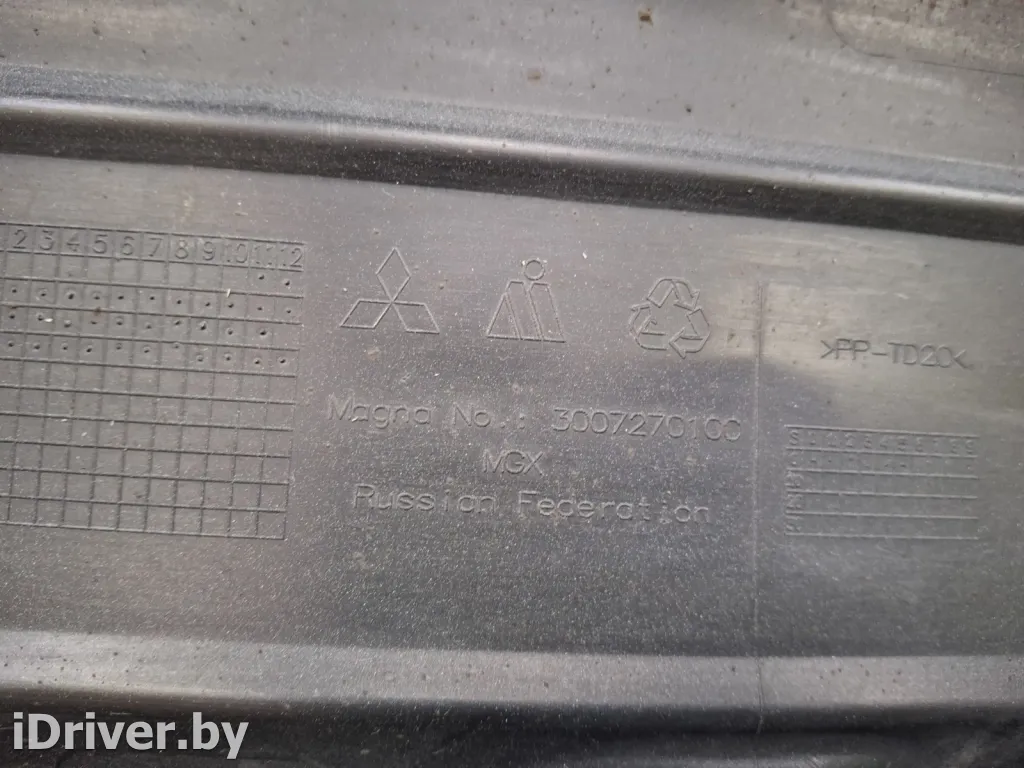 2 3 4 5 6 7 8 9 10 11 12
>PP-TD20<
Magna No.: 3007270100
MGX
Russian Federation
iDriver.by